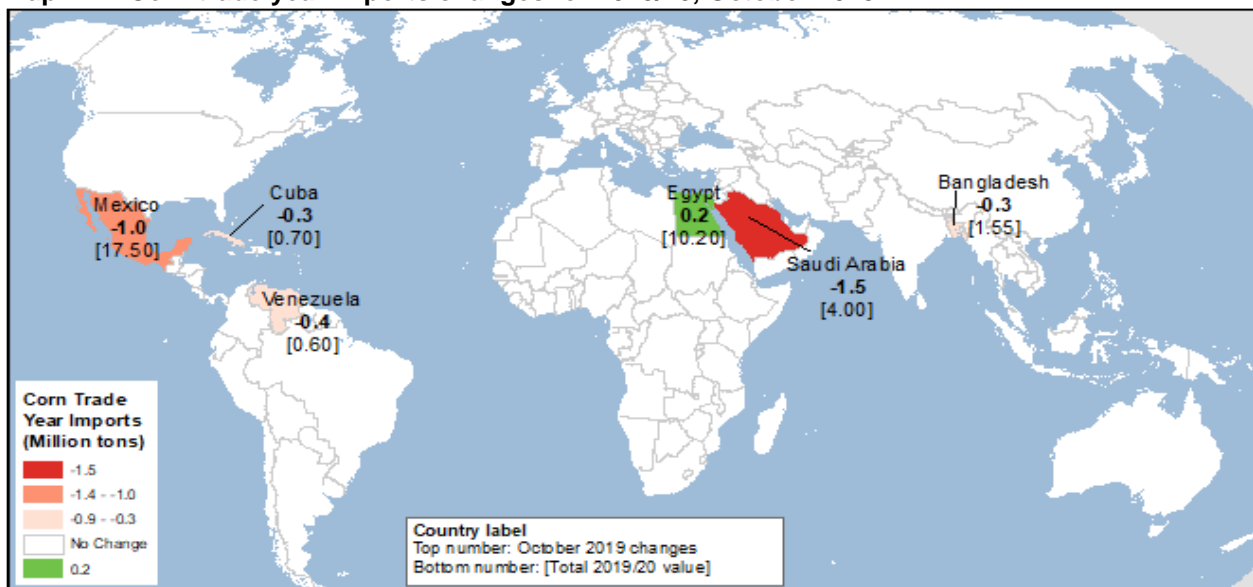 Mexico
-1.0
[17.50]
Cuba
-0.3
[0.70]
Venezuela
-0.4
[0.60]
Egypt
0.2
[10.20]
Saudi Arabia
-1.5
[4.00]
Bangladesh
-0.3
[1.55]
Corn Trade
Year Imports
(Million tons)
-1.5
-1.4 - -1.0
-0.9 - -0.3
No Change
0.2
Country label
Top number: October 2019 changes
Bottom number: [Total 2019/20 value]